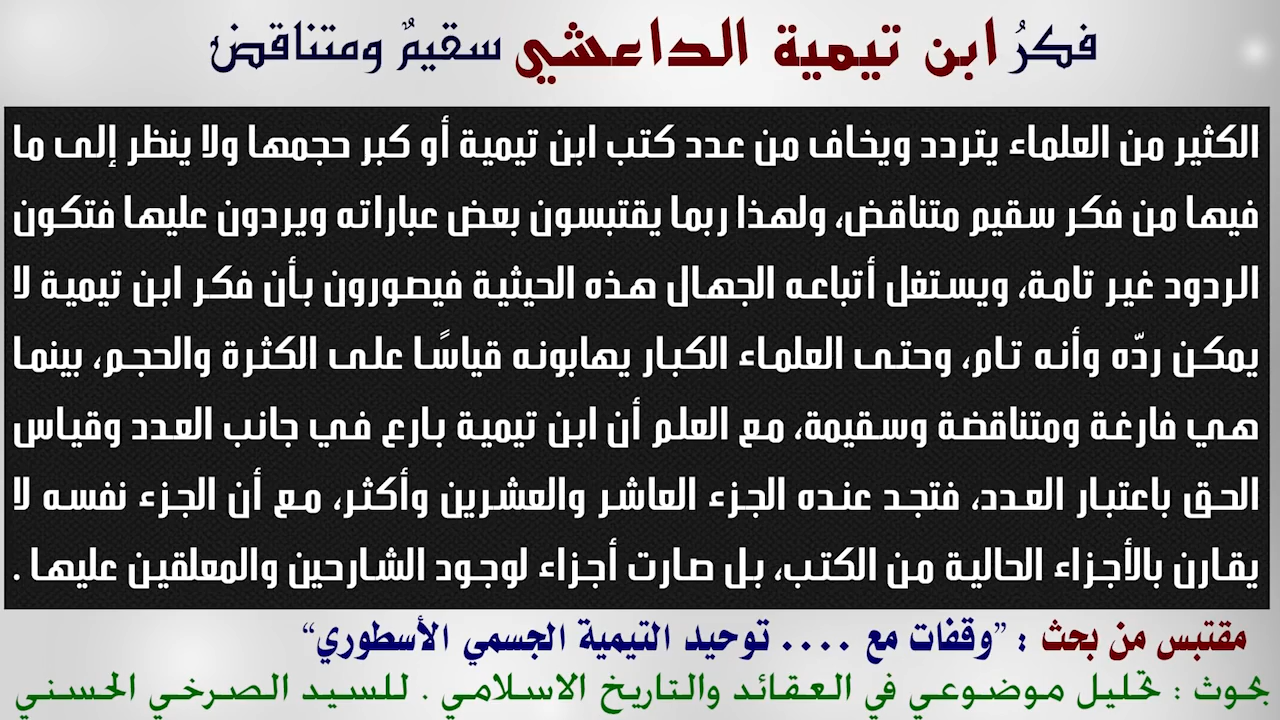 فكرُ ابن تيمية الداعشي سقيمٌ ومتناقض
الكثير من العلماء يتردد ويخاف من عدد كتب ابن تيمية أو كبر حجمها ولا ينظر إلى ما
فيها من فكر سقيم متناقض، ولهذا ربما يقتبسون بعض عباراته ويردون عليها فتكون
الردود غير تامة، ويستغل أتباعه الجهال هذه الحيثية فيصورون بأن فكر ابن تيمية لا
يمكن ردّه وأنه تام، وحتى العلماء الكبار يهابونه قياسًا على الكثرة والحجم، بينما
هي فارغة ومتناقضة وسقيمة، مع العلم أن ابن تيمية بارع في جانب العدد وقياس
الحق باعتبار العدد، فتجد عنده الجزء العاشر والعشرين وأكثر، مع أن الجزء نفسه لا
يقارن بالأجزاء الحالية من الكتب، بل صارت أجزاء لوجود الشارحين والمعلقين عليها .
مقتبس من بحث : ”وقفات مع .... توحيد التيمية الجسمي الأسطوري“
بحوث : تحليل موضوعي في العقائد والتاريخ الاسلامي . للسيد الصرخي الحسني